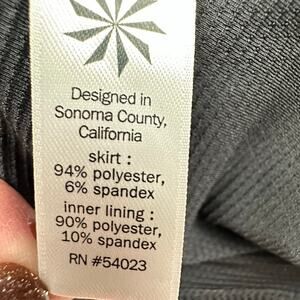 Designed in
Sonoma County,
California
skirt :
94% polyester,
6% spandex
inner lining :
90% polyester,
10% spandex
RN #54023